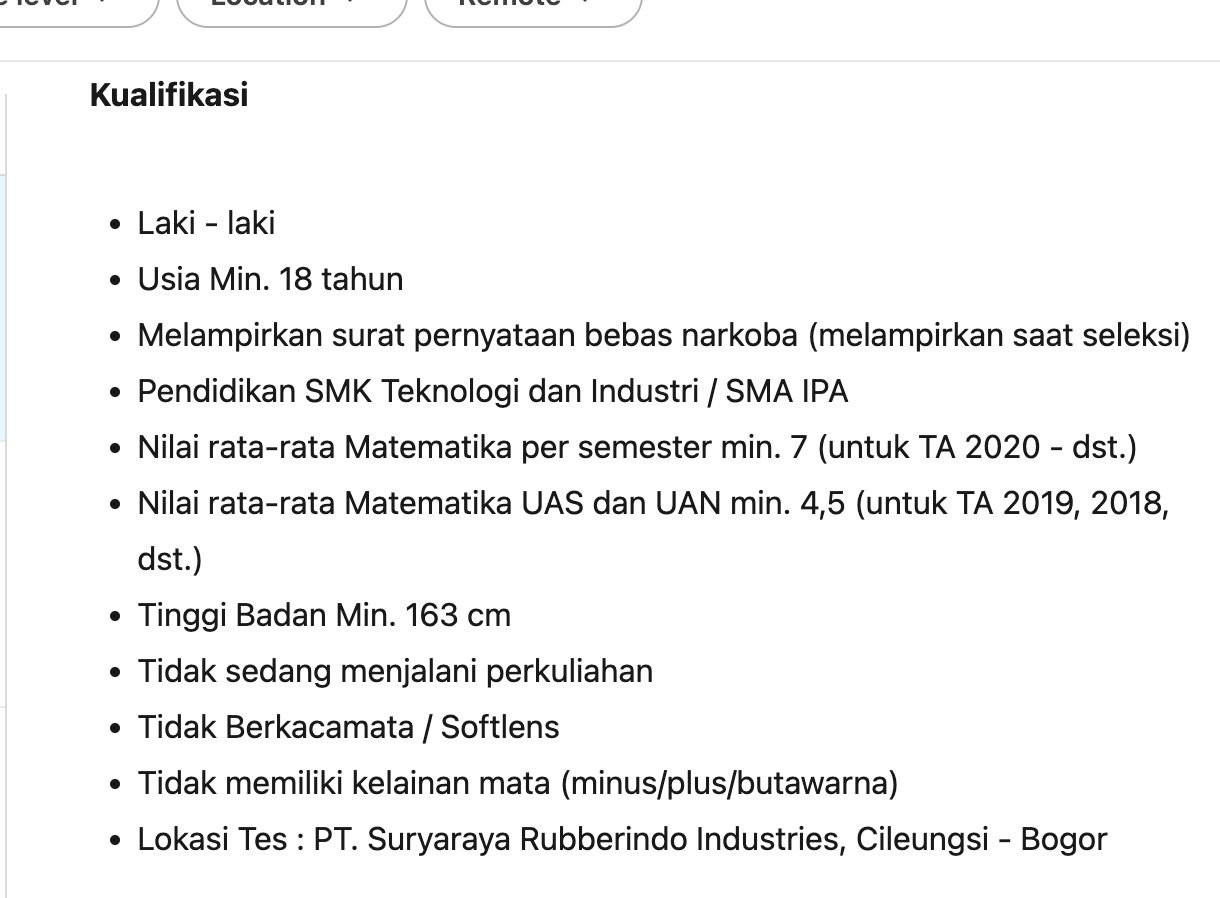 Kualifikasi
Laki - laki
Usia Min. 18 tahun
Melampirkan surat pernyataan bebas narkoba (melampirkan saat seleksi)
Pendidikan SMK Teknologi dan Industri / SMA IPA
Nilai rata-rata Matematika per semester min. 7 (untuk TA 2020 - dst.)
Nilai rata-rata Matematika UAS dan UAN min. 4,5 (untuk TA 2019, 2018,
dst.)
Tinggi Badan Min. 163 cm
Tidak sedang menjalani perkuliahan
Tidak Berkacamata / Softlens
Tidak memiliki kelainan mata (minus/plus/butawarna)
Lokasi Tes : PT. Suryaraya Rubberindo Industries, Cileungsi - Bogor